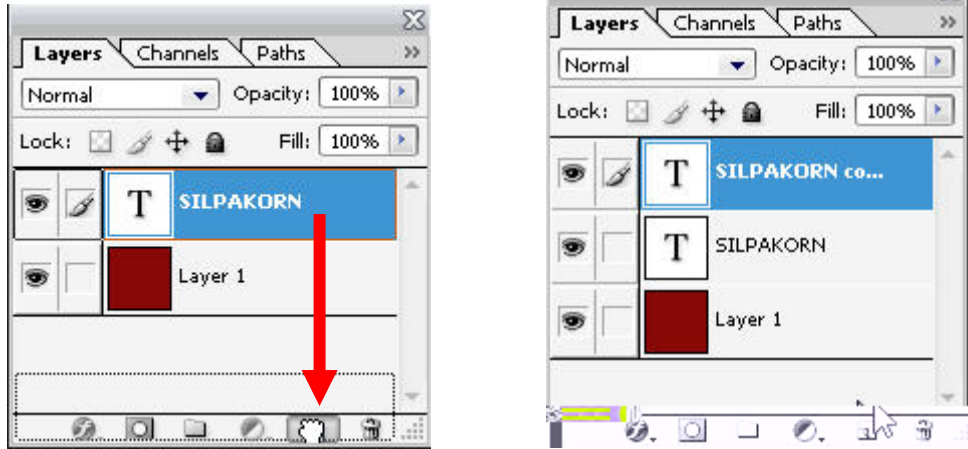 Layers Channels Paths
Normal Opacity: 100%
Lock: Fill: 100%
T SILPAKORN
Layer 1
Layers Channels Paths
Normal Opacity: 100%
Lock: Fill: 100%
T SILPAKORN co...
T SILPAKORN
Layer 1